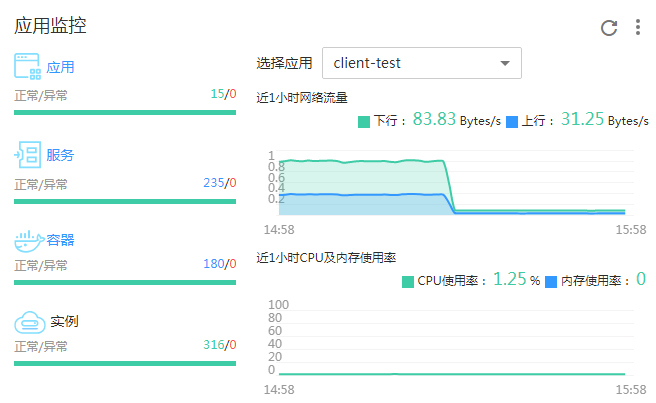 应用监控
应用
正常/异常 15/0
服务
正常/异常 235/0
容器
正常/异常 180/0
实例
正常/异常 316/0
选择应用 client-test
近1小时网络流量
下行： 83.83 Bytes/s 上行： 31.25 Bytes/s
1
0.8
0.6
0.4
0.2
14:58 15:58
近1小时CPU及内存使用率
CPU使用率： 1.25 % 内存使用率： 0
100
80
60
40
20
0
14:58 15:58